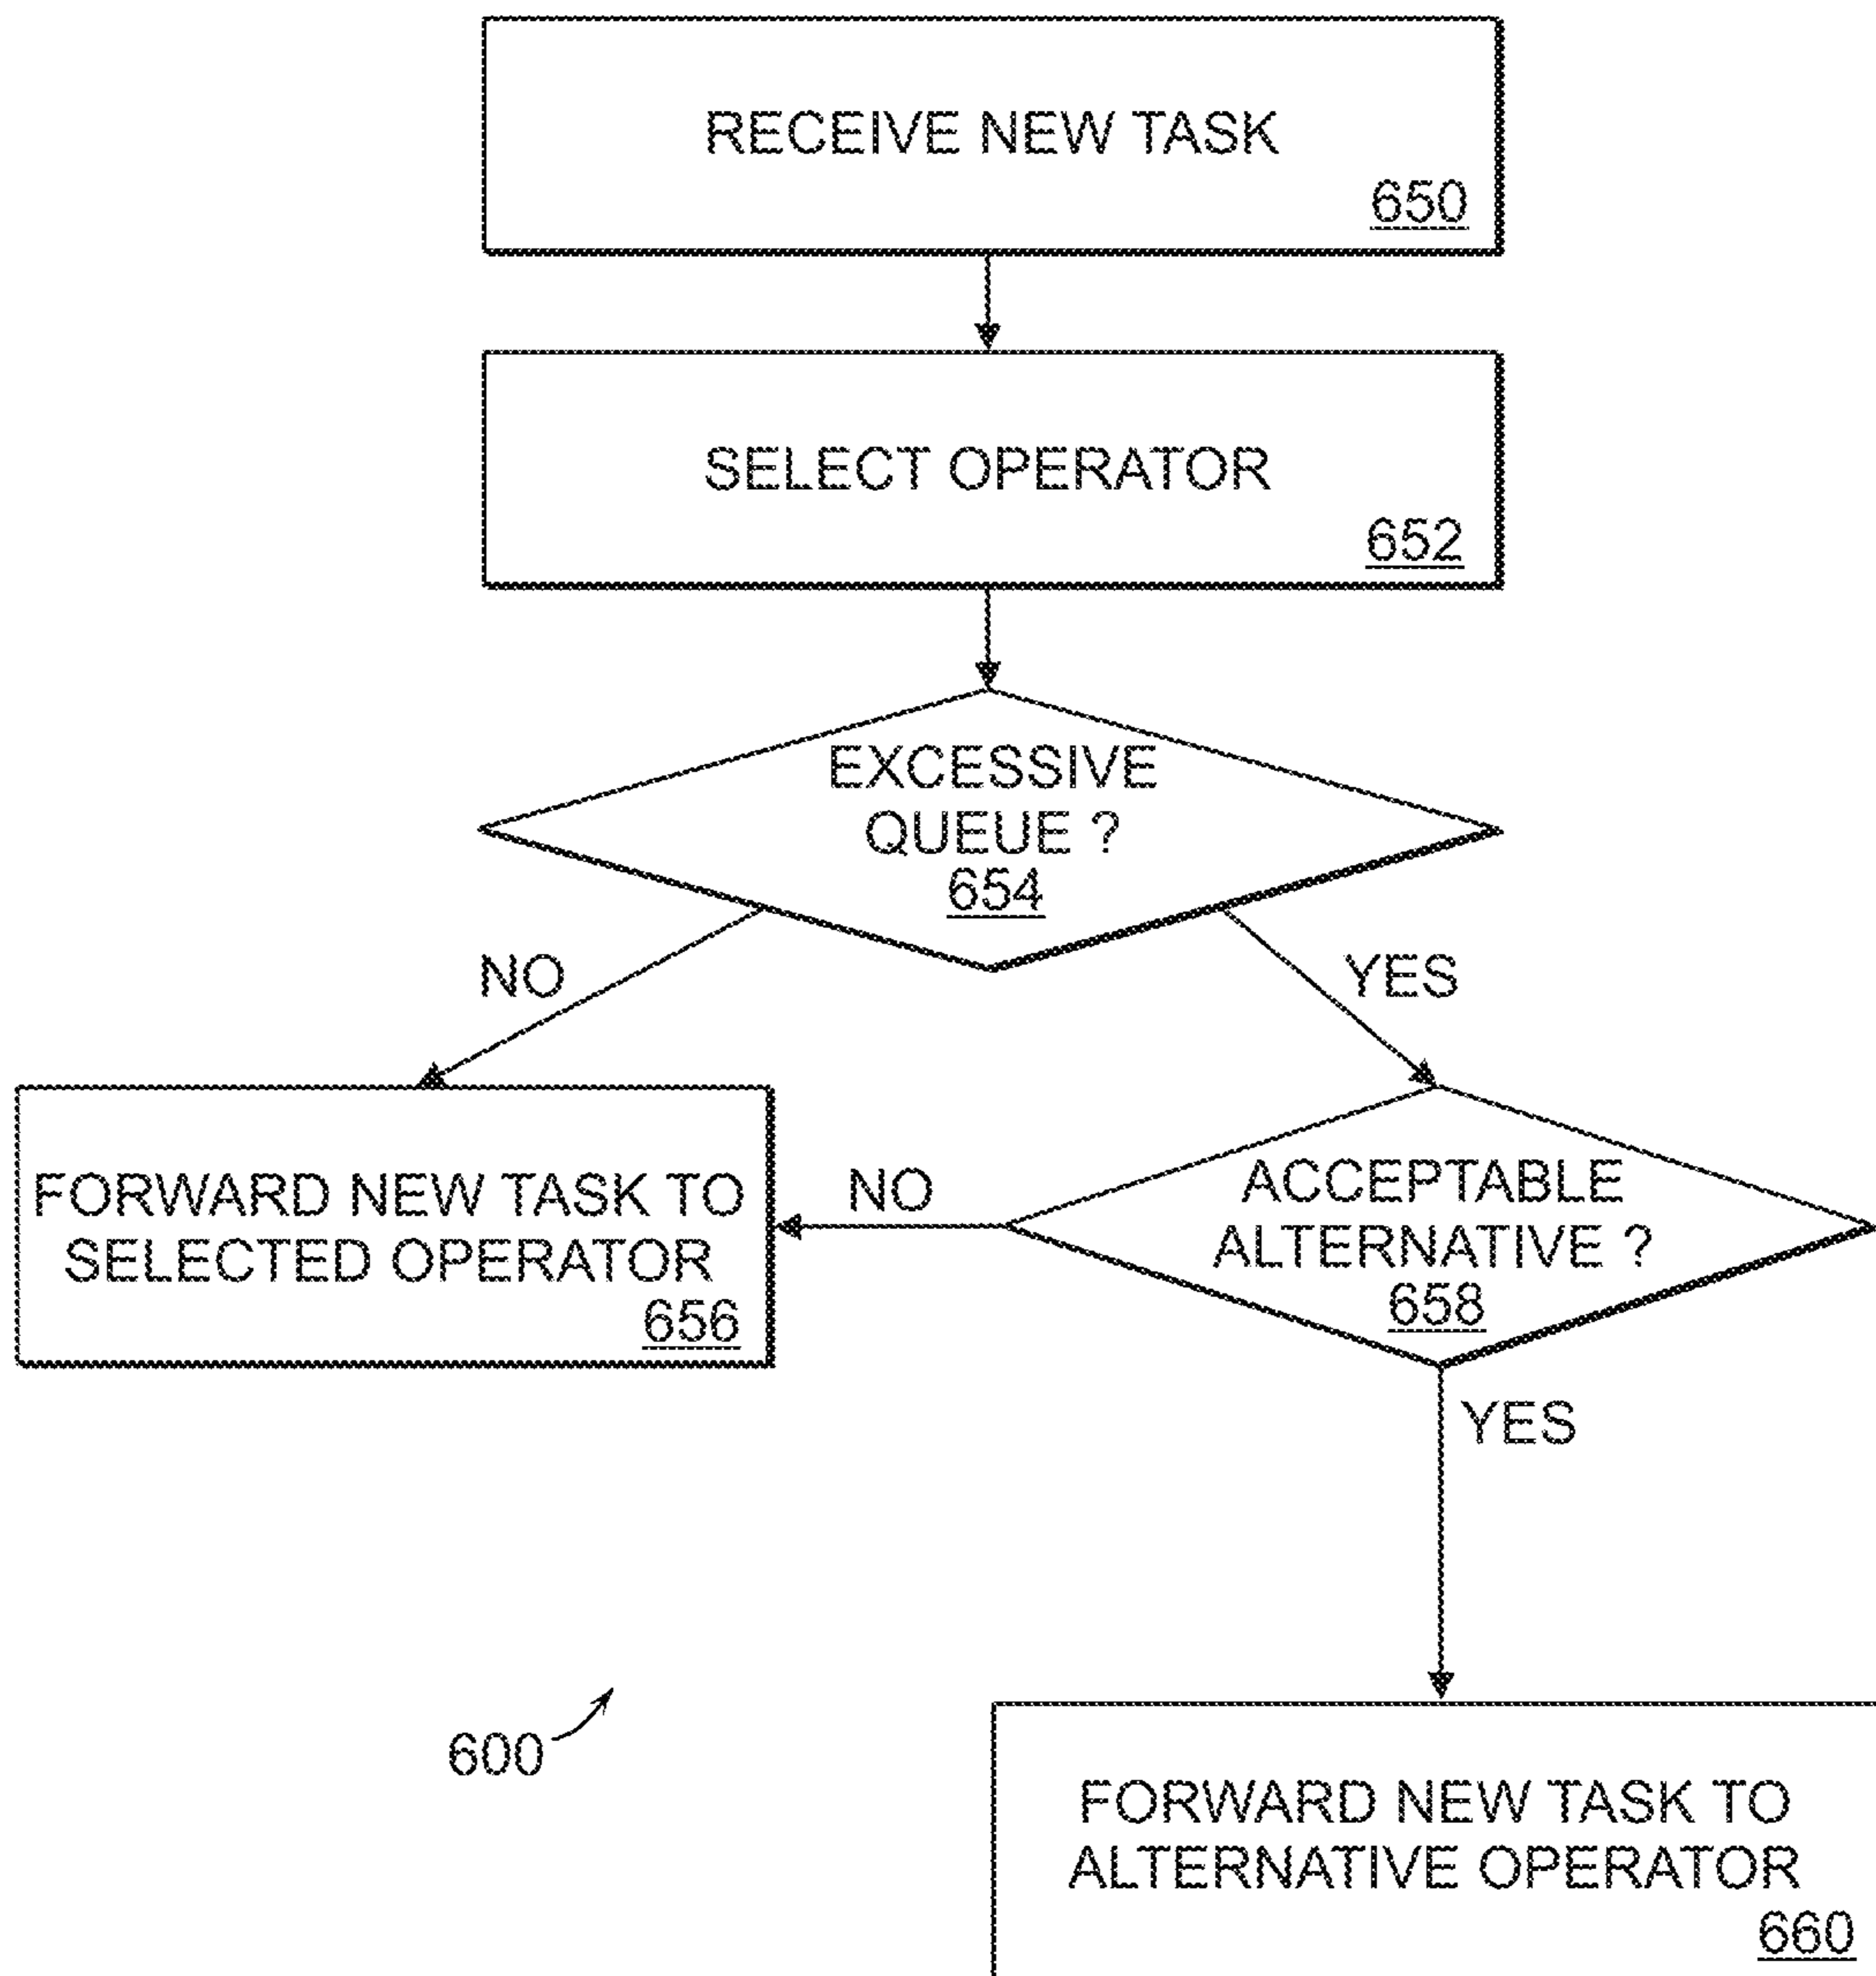 RECEIVE NEW TASK
650
SELECT OPERATOR
652
EXCESSIVE
QUEUE ?
654
NO
YES
FORWARD NEW TASK TO
SELECTED OPERATOR
656
NO
ACCEPTABLE
ALTERNATIVE ?
658
YES
600
FORWARD NEW TASK TO
ALTERNATIVE OPERATOR
660